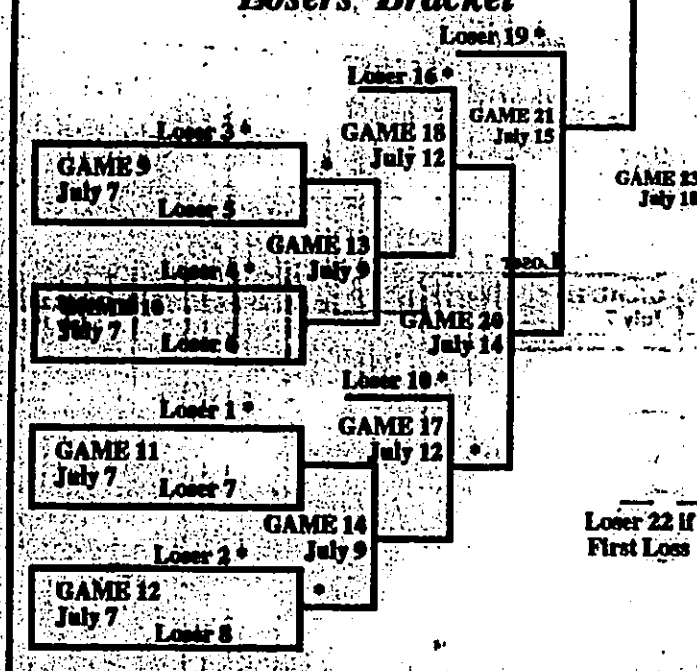 Losers' Bracket
Loser 19 *
Loser 16 *
GAME 21
July 15
GAME 18
July 12
Loser 3 *
*
GAME 9
July 7
Loser 5
GAME 23
July 18
GAME 13
July 9
Loser 4 *
July 7
Loser 6
GAME 20
July 14
Loser 10 *
Loser 1 *
GAME 17
July 12
*
GAME 11
July 7
Loser 7
GAME 14
July 9
Loser 22 if
First Loss
Loser 2 *
GAME 12
July 7
*
Loser 8